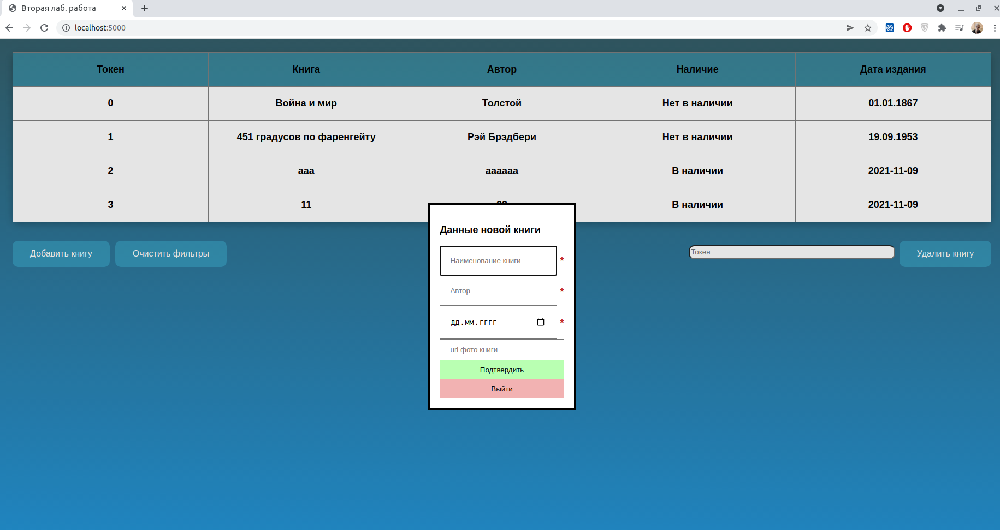 Вторая лаб. работа
localhost:5000
Токен Книга Автор Наличие Дата издания
0 Война и мир Толстой Нет в наличии 01.01.1867
1 451 градусов по фаренгейту Рэй Брэдбери Нет в наличии 19.09.1953
2 aaa aaaaaa В наличии 2021-11-09
3 11 В наличии 2021-11-09
Данные новой книги
Добавить книгу Очистить фильтры Токен Удалить книгу
Наименование книги *
Автор *
дд.мм.гггг *
url фото книги
Подтвердить
Выйти